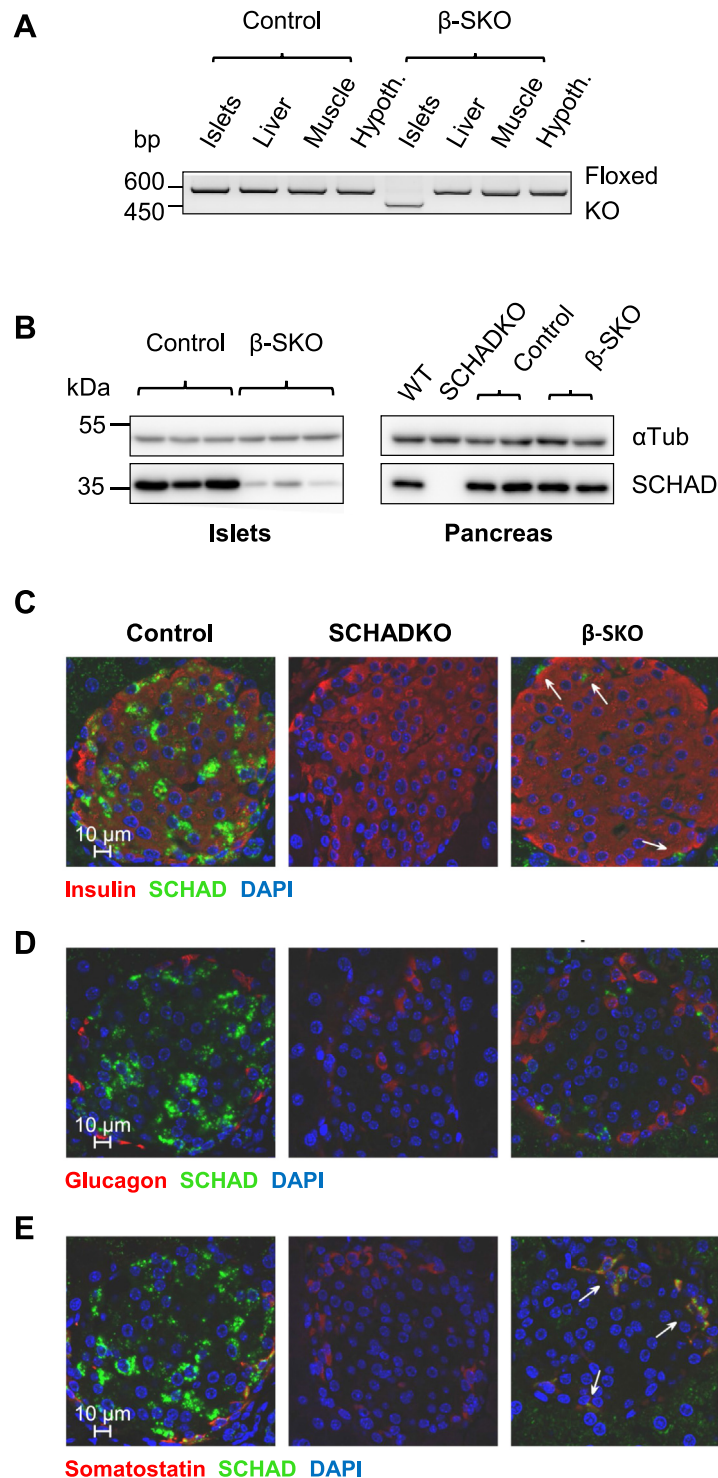 A
Control β-SKO
Islets Liver Muscle Hypoth. Islets Liver Muscle Hypoth.
bp
600 Floxed
450 KO
B
Control β-SKO WT SCHADKO Control β-SKO
kDa
55 αTub
35 SCHAD
Islets Pancreas
C
Control SCHADKO β-SKO
10 µm
Insulin SCHAD DAPI
D
10 µm
Glucagon SCHAD DAPI
E
10 µm
Somatostatin SCHAD DAPI